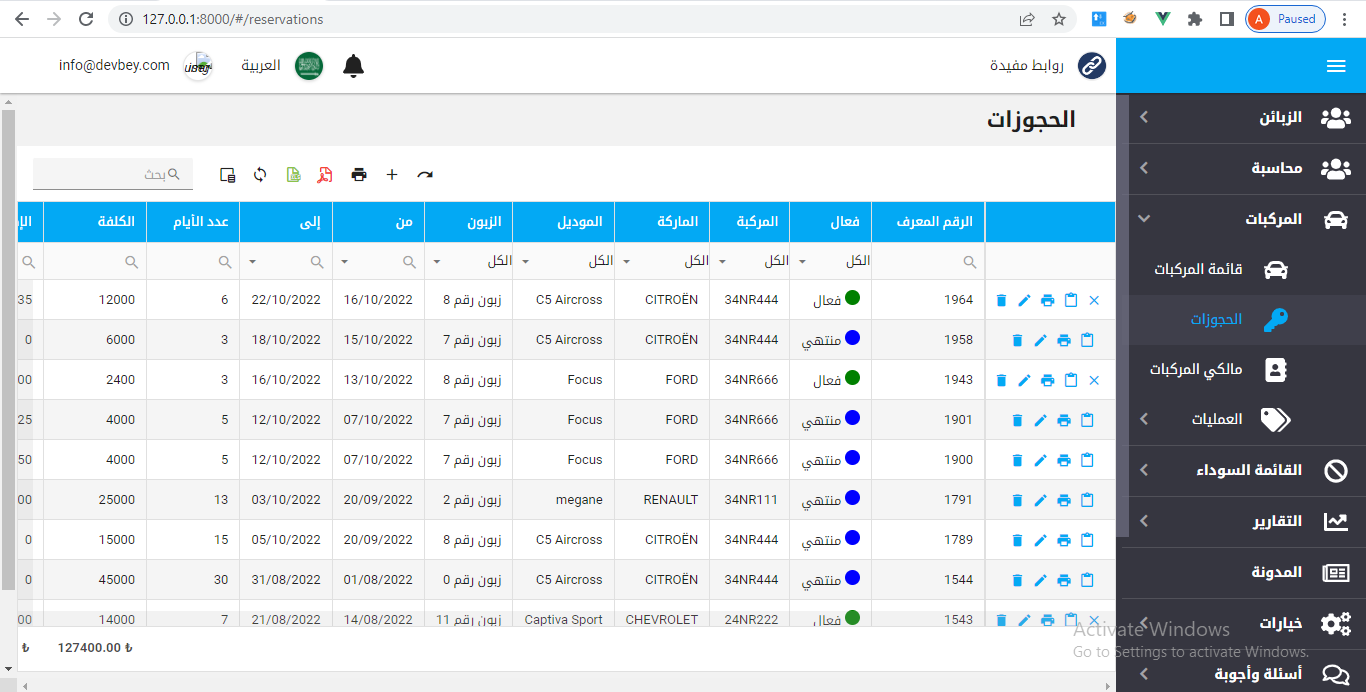 127.0.0.1:8000/#/reservations
A Paused
روابط مفيدة
العربية
info@devbey.com
الحجوزات
بحث
الرقم المعرف فعال المركبة الماركة الموديل الزبون من إلى عدد الأيام الكلفة
الكل الكل الكل الكل الكل
1964 فعال 34NR444 CITROËN C5 Aircross زبون رقم 8 16/10/2022 22/10/2022 6 12000 35
1958 منتهي 34NR444 CITROËN C5 Aircross زبون رقم 7 15/10/2022 18/10/2022 3 6000 0
1943 فعال 34NR666 FORD Focus زبون رقم 8 13/10/2022 16/10/2022 3 2400 00
1901 منتهي 34NR666 FORD Focus زبون رقم 7 07/10/2022 12/10/2022 5 4000 25
1900 منتهي 34NR666 FORD Focus زبون رقم 7 07/10/2022 12/10/2022 5 4000 50
1791 منتهي 34NR111 RENAULT megane زبون رقم 2 20/09/2022 03/10/2022 13 25000 00
1789 منتهي 34NR444 CITROËN C5 Aircross زبون رقم 8 20/09/2022 05/10/2022 15 15000 0
1544 منتهي 34NR444 CITROËN C5 Aircross زبون رقم 0 01/08/2022 31/08/2022 30 45000 0
1543 فعال 24NR222 CHEVROLET Captiva Sport زبون رقم 11 14/08/2022 21/08/2022 7 14000 00
127400.00 ₺
₺
الزبائن
محاسبة
المركبات
قائمة المركبات
الحجوزات
مالكي المركبات
العمليات
القائمة السوداء
التقارير
المدونة
خيارات
أسئلة وأجوبة
Activate Windows
Go to Settings to activate Windows.